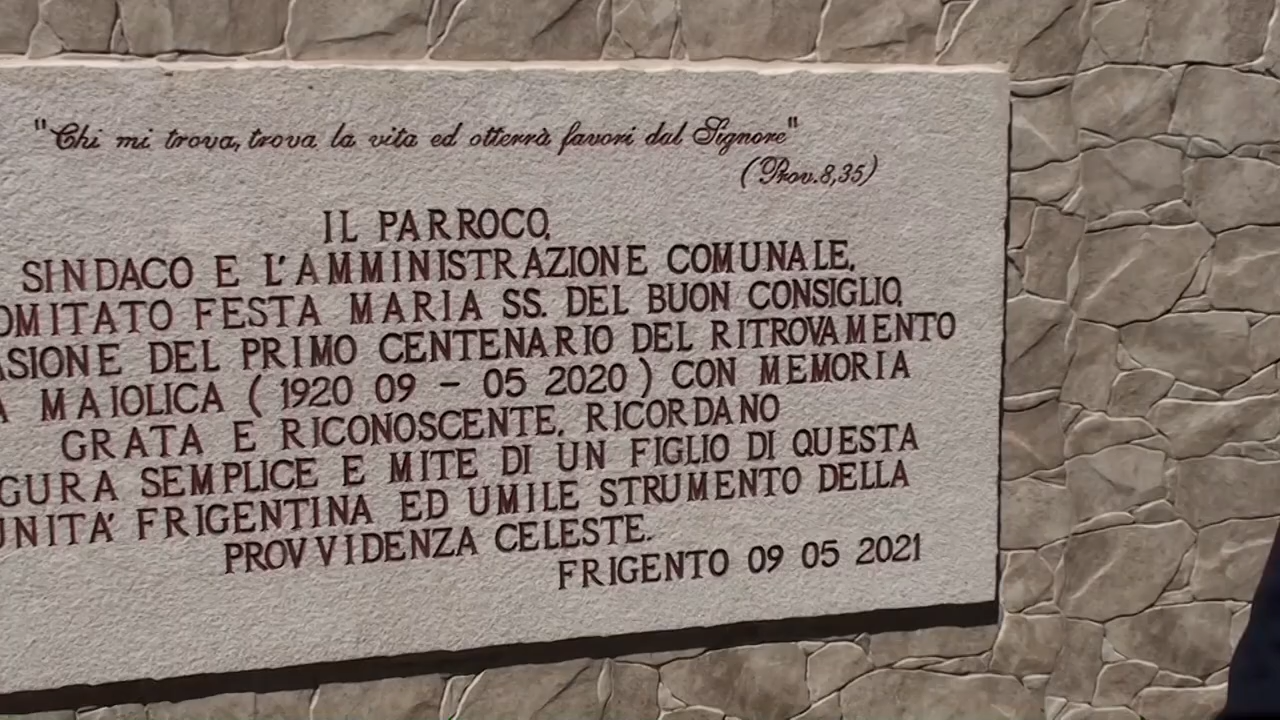 "Chi mi trova, trova la vita ed otterrà favori dal Signore"
(Prov.8,35)
IL PARROCO,
SINDACO E L'AMMINISTRAZIONE COMUNALE,
OMITATO FESTA MARIA SS. DEL BUON CONSIGLIO,
ASIONE DEL PRIMO CENTENARIO DEL RITROVAMENTO
A MAIOLICA (1920 09 - 05 2020) CON MEMORIA
GRATA E RICONOSCENTE, RICORDANO
GURA SEMPLICE E MITE DI UN FIGLIO DI QUESTA
UNITA' FRIGENTINA ED UMILE STRUMENTO DELLA
PROVVIDENZA CELESTE.
FRIGENTO 09 05 2021